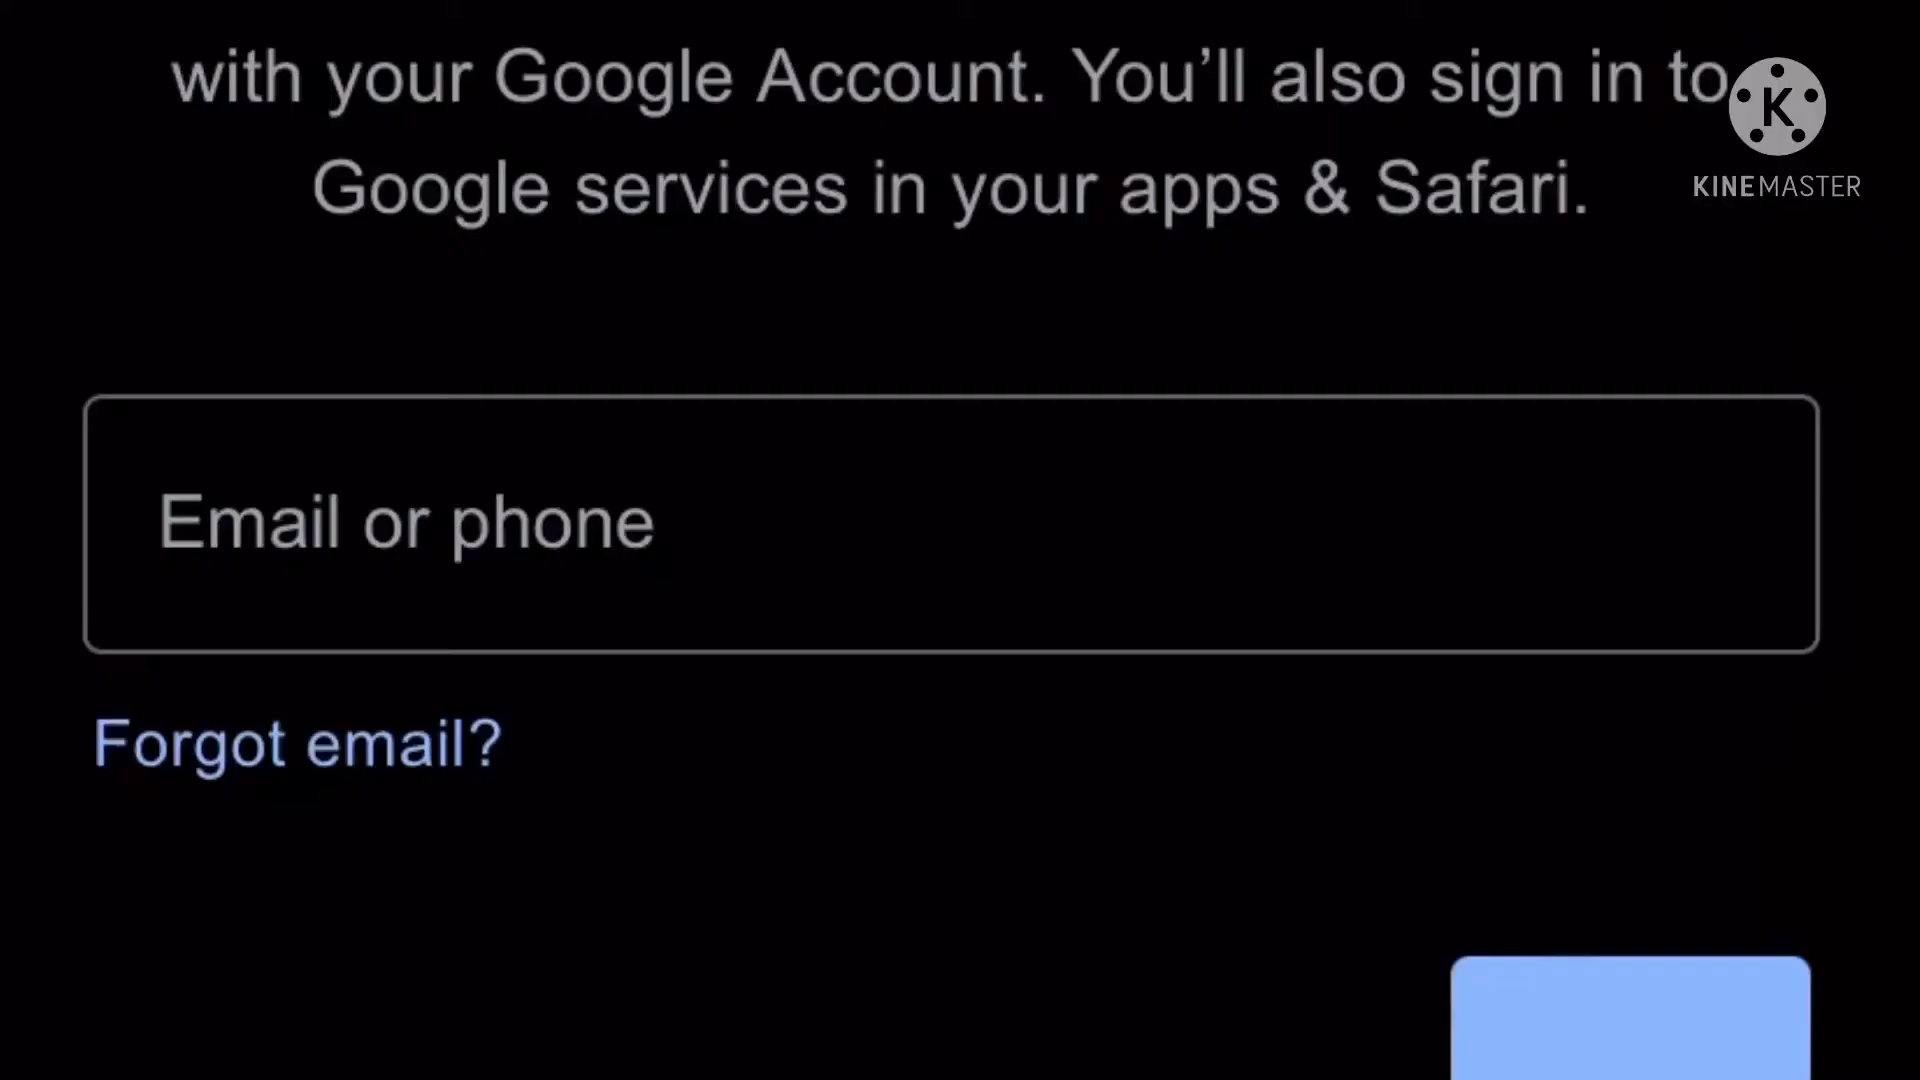 with your Google Account. You’ll also sign in to
Google services in your apps & Safari.
K
KINEMASTER
Email or phone
Forgot email?